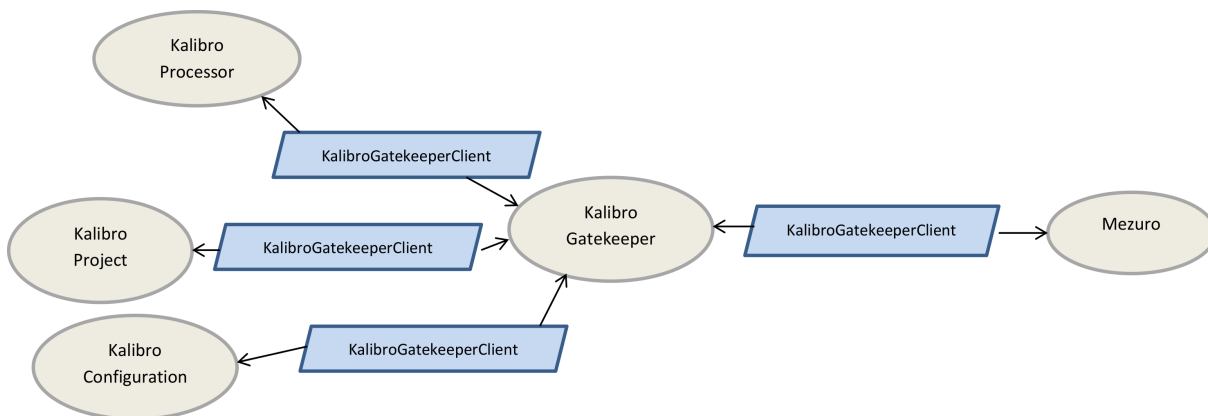 Kalibro
Processor
KalibroGatekeeperClient
Kalibro
Project
KalibroGatekeeperClient
Kalibro
Gatekeeper
KalibroGatekeeperClient
Mezuro
Kalibro
Configuration
KalibroGatekeeperClient